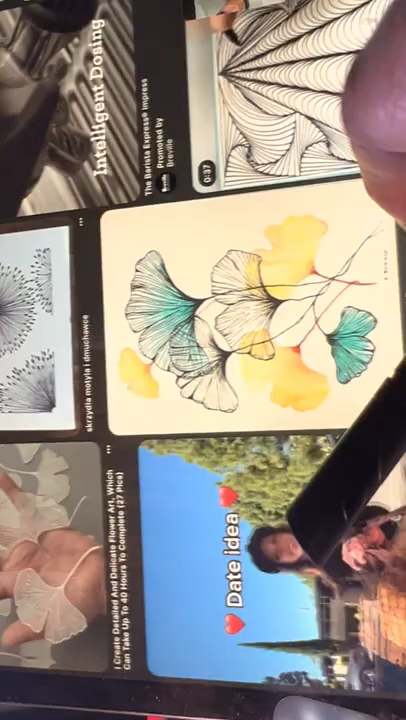 Intelligent Dosing
The Barista Express® Impress
Promoted by
Breville
0:37
skrzydła motyla i dmuchawce
I Create Detailed And Delicate Flower Art, Which
Can Take Up To 40 Hours To Complete (27 Pics)
Date idea